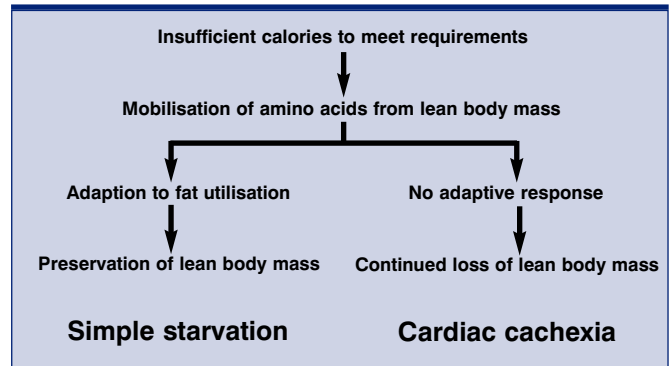 Insufficient calories to meet requirements
Mobilisation of amino acids from lean body mass
Adaption to fat utilisation
No adaptive response
Preservation of lean body mass
Continued loss of lean body mass
Simple starvation
Cardiac cachexia